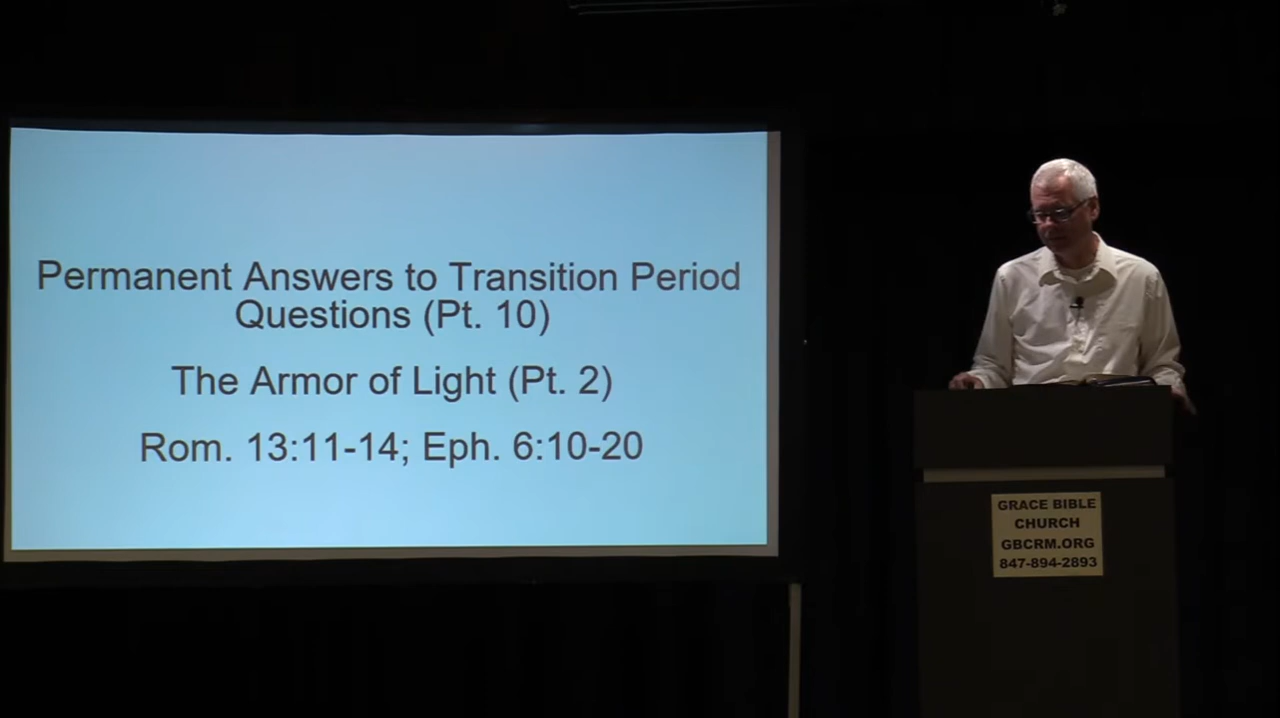 Permanent Answers to Transition Period
Questions (Pt. 10)
The Armor of Light (Pt. 2)
Rom. 13:11-14; Eph. 6:10-20
GRACE BIBLE
CHURCH
GBCRM.ORG
847-894-2893